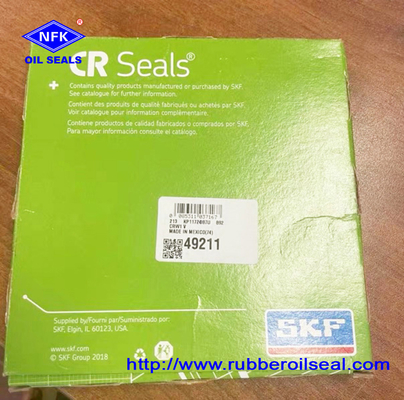 NFK
OIL SEALS
CR Seals®
Contains quality products manufactured or purchased by SKF.
See catalogue for further information.
Contient des produits de qualité fabriqués ou achetés par SKF.
Voir catalogue pour complément d'information.
Contiene productos de calidad fabricados o comprados por SKF.
Para mayor información consulte el catálogo.
CRW1 V
MADE IN MEXICO(74)
49211
Supplied by/Fourni par/Suministrado por:
SKF, Elgin, IL 60123, USA.
www.skf.com
© SKF Group 2018
SKF
http://www.rubberoilseal.com